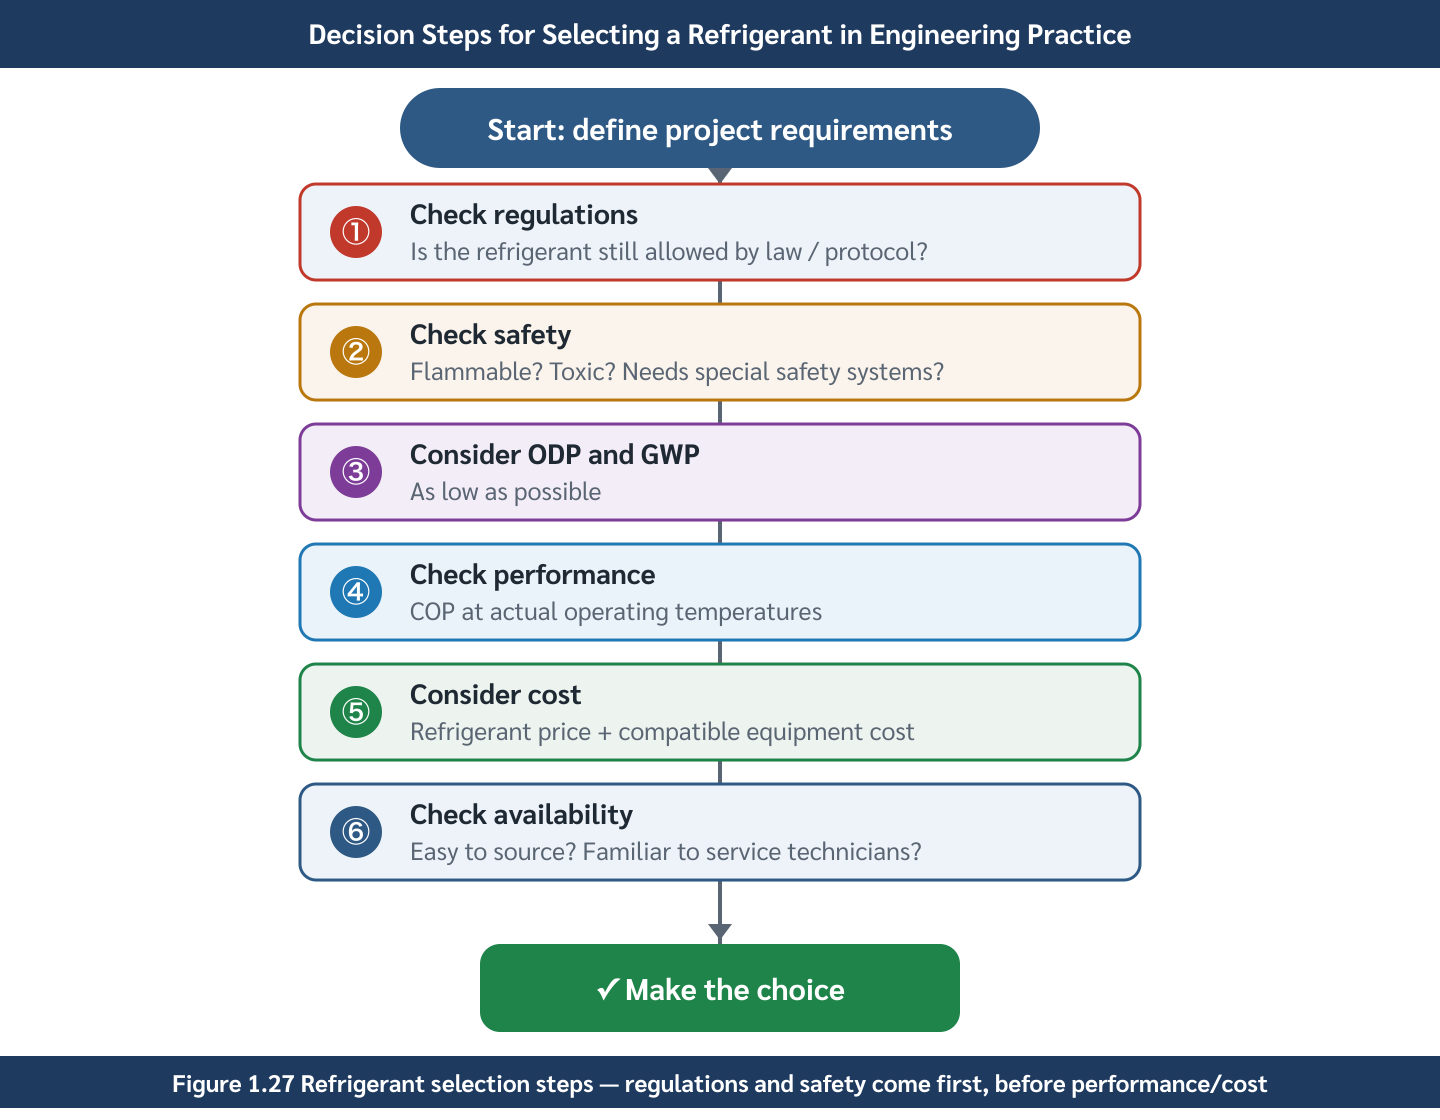 Decision Steps for Selecting a Refrigerant in Engineering Practice
Start: define project requirements
①
Check regulations
Is the refrigerant still allowed by law / protocol?
②
Check safety
Flammable? Toxic? Needs special safety systems?
③
Consider ODP and GWP
As low as possible
④
Check performance
COP at actual operating temperatures
⑤
Consider cost
Refrigerant price + compatible equipment cost
⑥
Check availability
Easy to source? Familiar to service technicians?
✓ Make the choice
Figure 1.27 Refrigerant selection steps — regulations and safety come first, before performance/cost